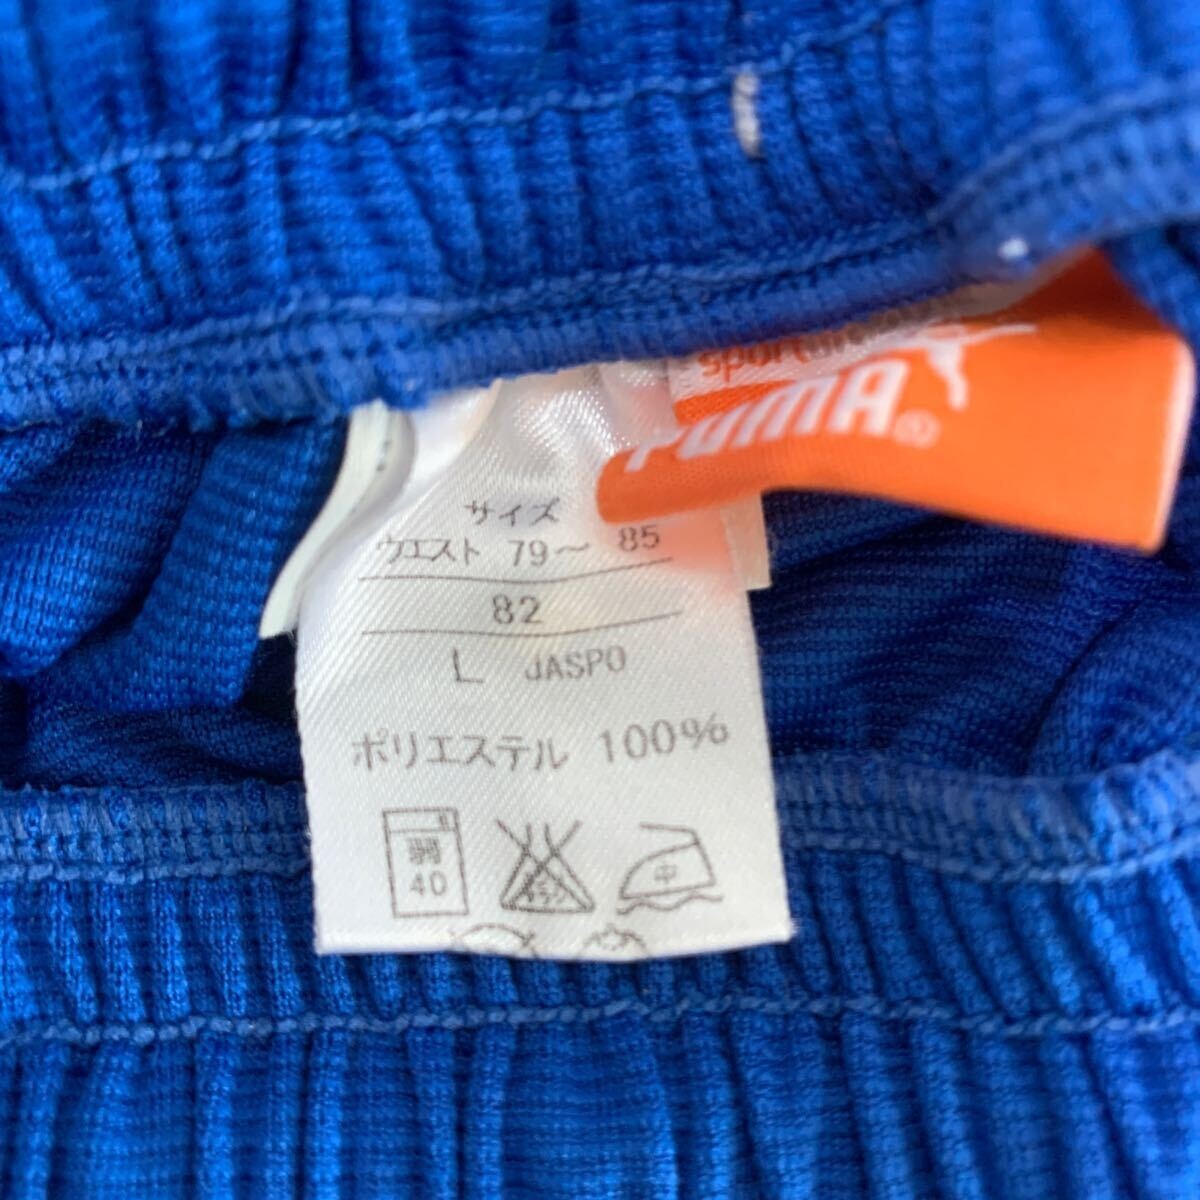 PUMA®
サイズ
ウエスト 79～ 85
82
L JASPO
ポリエステル 100%
弱
40
中